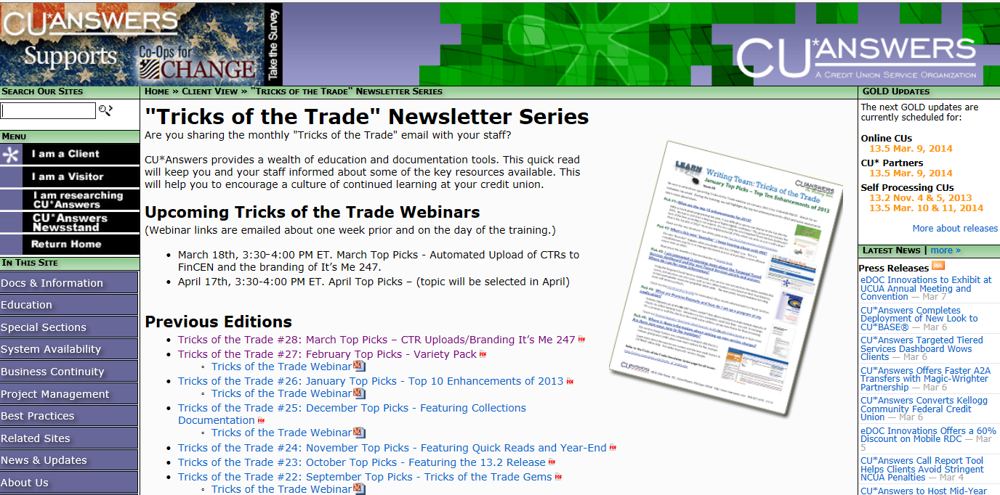 CU*ANSWERS
Supports
Co-Ops for
CHANGE
Take the Survey
CU*ANSWERS
A CREDIT UNION SERVICE ORGANIZATION
SEARCH OUR SITES
MENU
I am a Client
I am a Visitor
I am researching
CU*Answers
CU*Answers
Newsstand
Return Home
IN THIS SITE
Docs & Information
Education
Special Sections
System Availability
Business Continuity
Project Management
Best Practices
Related Sites
News & Updates
About Us
HOME » CLIENT VIEW » "TRICKS OF THE TRADE" NEWSLETTER SERIES
"Tricks of the Trade" Newsletter Series
Are you sharing the monthly "Tricks of the Trade" email with your staff?
CU*Answers provides a wealth of education and documentation tools. This quick read
will keep you and your staff informed about some of the key resources available. This
will help you to encourage a culture of continued learning at your credit union.
Upcoming Tricks of the Trade Webinars
(Webinar links are emailed about one week prior and on the day of the training.)
• March 18th, 3:30-4:00 PM ET. March Top Picks - Automated Upload of CTRs to
FinCEN and the branding of It's Me 247.
• April 17th, 3:30-4:00 PM ET. April Top Picks – (topic will be selected in April)
Previous Editions
• Tricks of the Trade #28: March Top Picks – CTR Uploads/Branding It's Me 247
• Tricks of the Trade #27: February Top Picks - Variety Pack
◦ Tricks of the Trade Webinar
• Tricks of the Trade #26: January Top Picks - Top 10 Enhancements of 2013
◦ Tricks of the Trade Webinar
• Tricks of the Trade #25: December Top Picks - Featuring Collections
Documentation
◦ Tricks of the Trade Webinar
• Tricks of the Trade #24: November Top Picks - Featuring Quick Reads and Year-End
• Tricks of the Trade #23: October Top Picks - Featuring the 13.2 Release
• Tricks of the Trade #22: September Top Picks - Tricks of the Trade Gems
◦ Tricks of the Trade Webinar
LEARN
Writing Team: Tricks of the Trade
January Top Picks – Top Ten Enhancements of 2013
CU*ANSWERS
CU*ANSWERS
GOLD UPDATES
The next GOLD updates are
currently scheduled for:
Online CUs
13.5 Mar. 9, 2014
CU* Partners
13.5 Mar. 9, 2014
Self Processing CUs
13.2 Nov. 4 & 5, 2013
13.5 Mar. 10 & 11, 2014
More about releases
LATEST NEWS | more »
Press Releases RSS
eDOC Innovations to Exhibit at
UCUA Annual Meeting and
Convention — Mar 7
CU*Answers Completes
Deployment of New Look to
CU*BASE® — Mar 6
CU*Answers Targeted Tiered
Services Dashboard Wows
Clients — Mar 6
CU*Answers Offers Faster A2A
Transfers with Magic-Wrighter
Partnership — Mar 6
CU*Answers Converts Kellogg
Community Federal Credit
Union — Mar 6
eDOC Innovations Offers a 60%
Discount on Mobile RDC — Mar
5
CU*Answers Call Report Tool
Helps Clients Avoid Stringent
NCUA Penalties — Mar 4
CU*Answers to Host Mid-Year